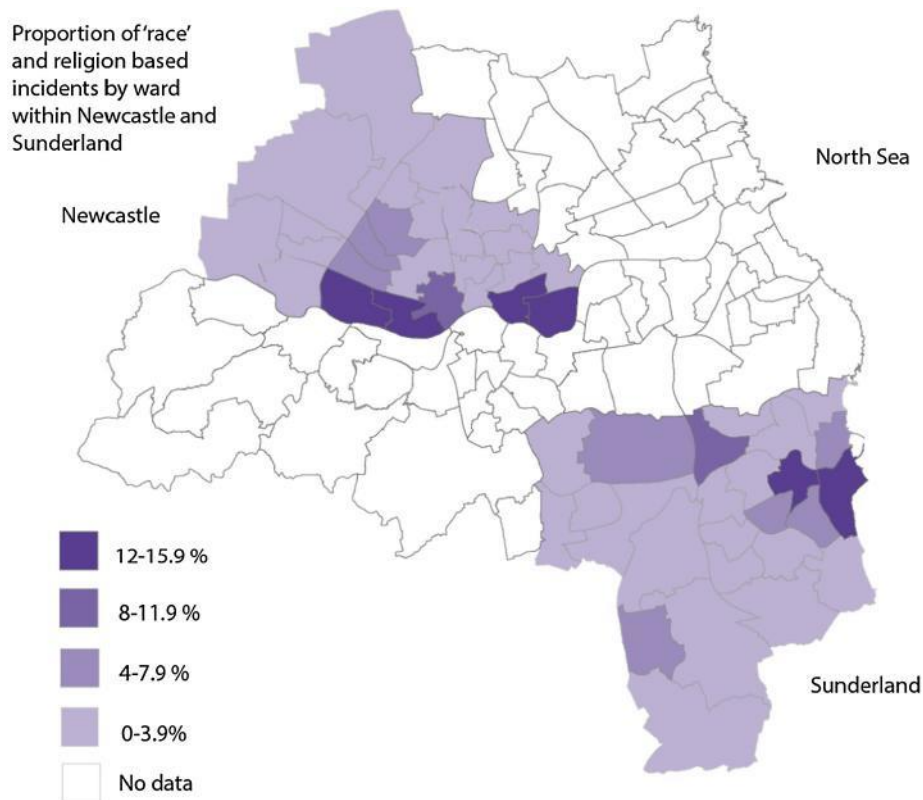 Proportion of 'race'
and religion based
incidents by ward
within Newcastle and
Sunderland
North Sea
Newcastle
12-15.9 %
8-11.9 %
4-7.9 %
Sunderland
0-3.9%
No data